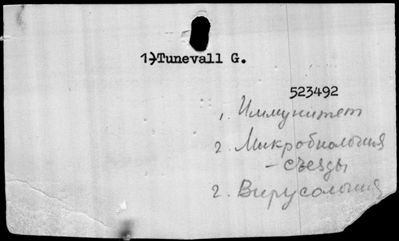 1) Tunevall G.
523492
1. Иммунитет
2. Микробиология
– съезды
2. Вирусология